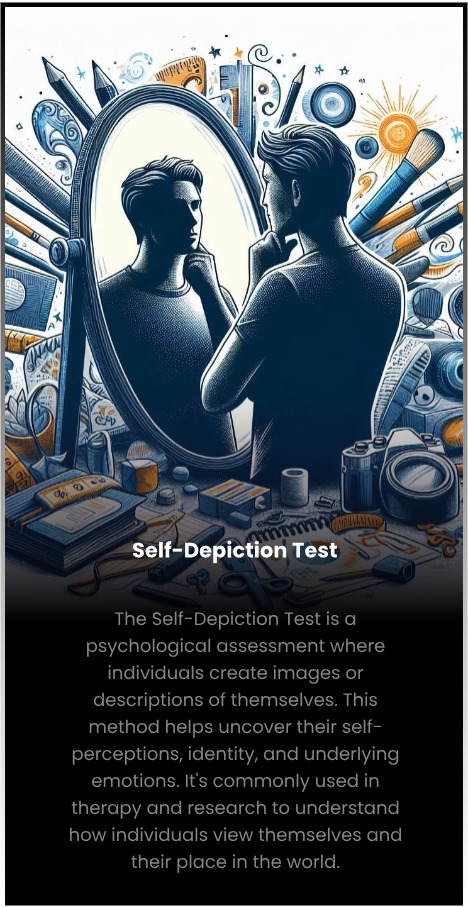 Self-Depiction Test
The Self-Depiction Test is a
psychological assessment where
individuals create images or
descriptions of themselves. This
method helps uncover their self-
perceptions, identity, and underlying
emotions. It's commonly used in
therapy and research to understand
how individuals view themselves and
their place in the world.